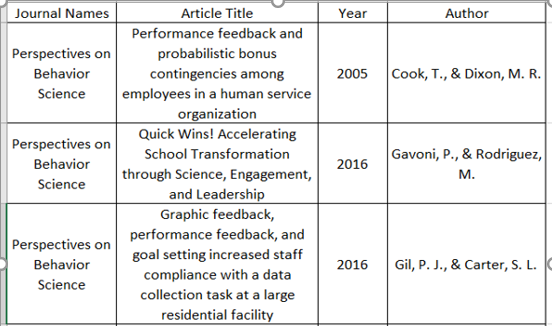 Journal Names Article Title Year Author
Perspectives on Behavior Science
Performance feedback and
probabilistic bonus
contingencies among
employees in a human service
organization
2005
Cook, T., & Dixon, M. R.
Perspectives on
Behavior
Science
Quick Wins! Accelerating
School Transformation
through Science, Engagement,
and Leadership
2016
Gavoni, P., & Rodriguez,
M.
Perspectives on
Behavior
Science
Graphic feedback,
performance feedback, and
goal setting increased staff
compliance with a data
collection task at a large
residential facility
2016
Gil, P. J., & Carter, S. L.